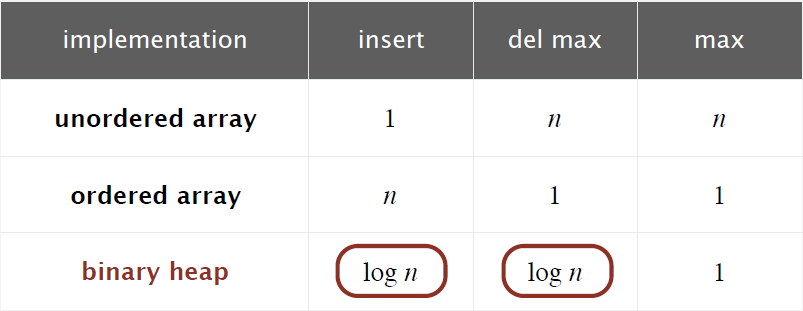 implementation insert del max max
unordered array 1 n n
ordered array n 1 1
binary heap log n log n 1